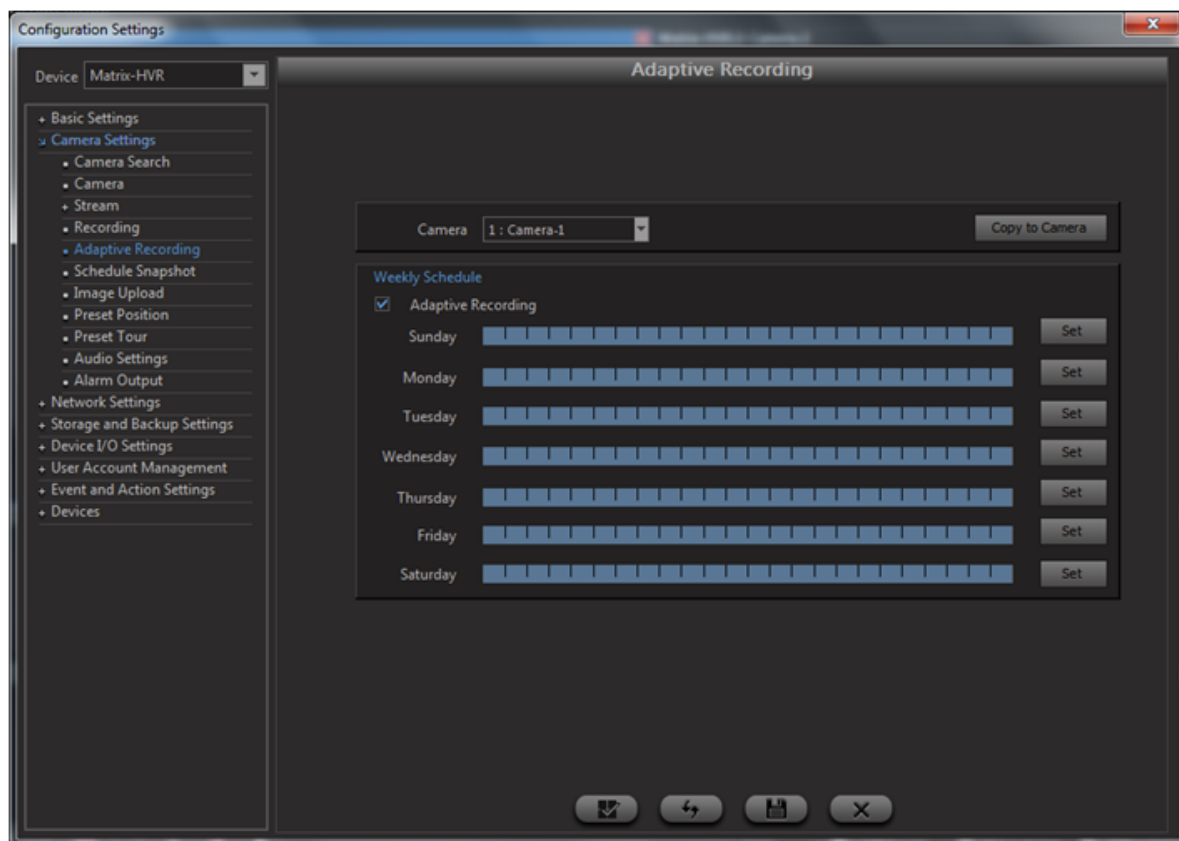 Configuration Settings
Device Matrix-HVR
Adaptive Recording
+ Basic Settings
Camera Settings
Camera Search
Camera
+ Stream
Recording
Adaptive Recording
Schedule Snapshot
Image Upload
Preset Position
Preset Tour
Audio Settings
Alarm Output
+ Network Settings
+ Storage and Backup Settings
+ Device I/O Settings
+ User Account Management
+ Event and Action Settings
+ Devices
Camera 1 : Camera-1 Copy to Camera
Weekly Schedule
Adaptive Recording
Sunday Set
Monday Set
Tuesday Set
Wednesday Set
Thursday Set
Friday Set
Saturday Set